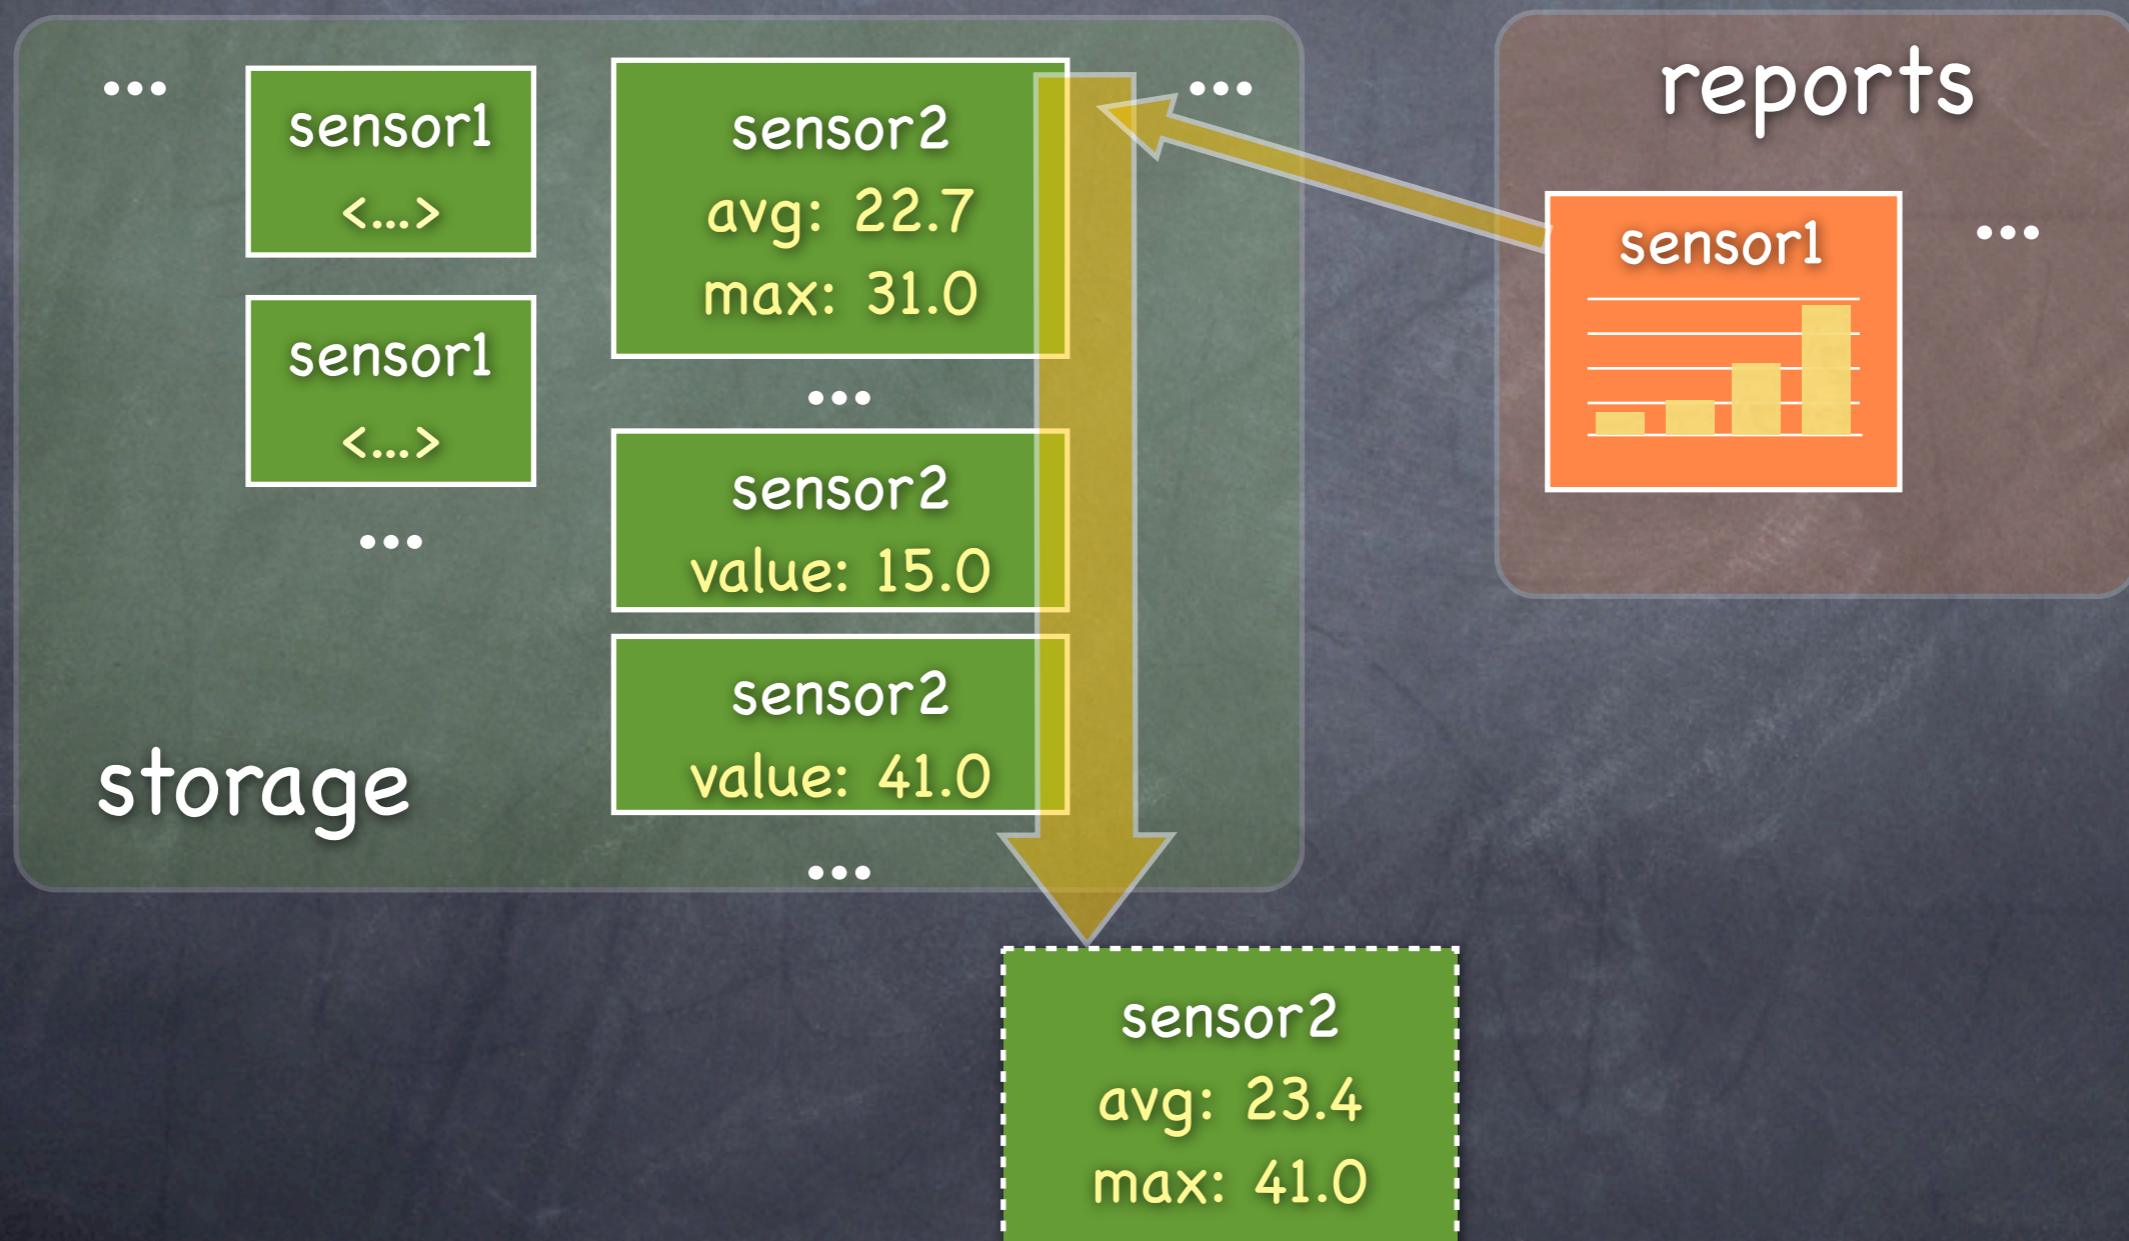 ...
sensor1
<...>
sensor1
<...>
...
storage
sensor2
avg: 22.7
max: 31.0
...
sensor2
value: 15.0
sensor2
value: 41.0
...
...
reports
sensor1
...
sensor2
avg: 23.4
max: 41.0